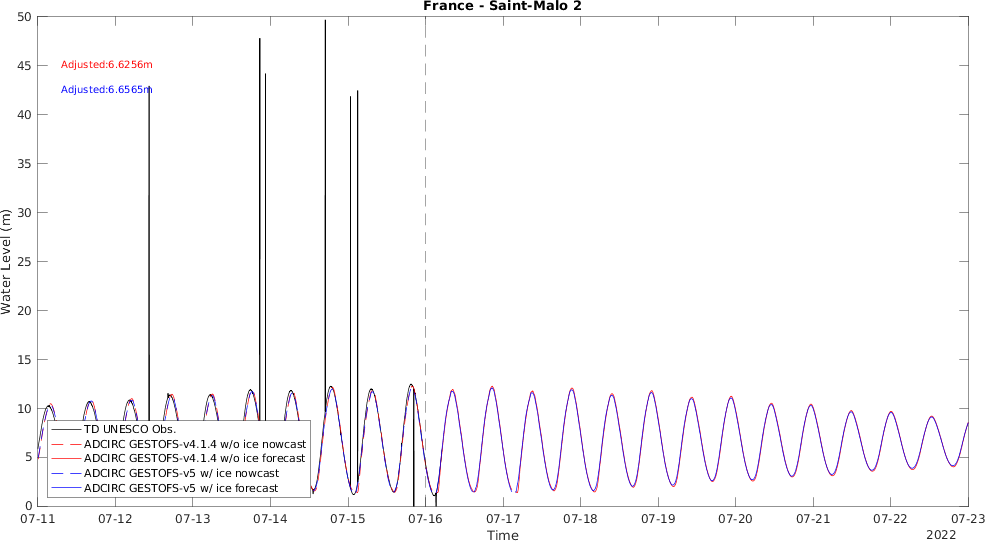 France - Saint-Malo 2
50
45
40
35
30
25
20
15
10
5
0
Water Level (m)
Adjusted:6.6256m
Adjusted:6.6565m
TD UNESCO Obs.
ADCIRC GESTOFS-v4.1.4 w/o ice nowcast
ADCIRC GESTOFS-v4.1.4 w/o ice forecast
ADCIRC GESTOFS-v5 w/ ice nowcast
ADCIRC GESTOFS-v5 w/ ice forecast
07-11 07-12 07-13 07-14 07-15 07-16 07-17 07-18 07-19 07-20 07-21 07-22 07-23
Time
2022